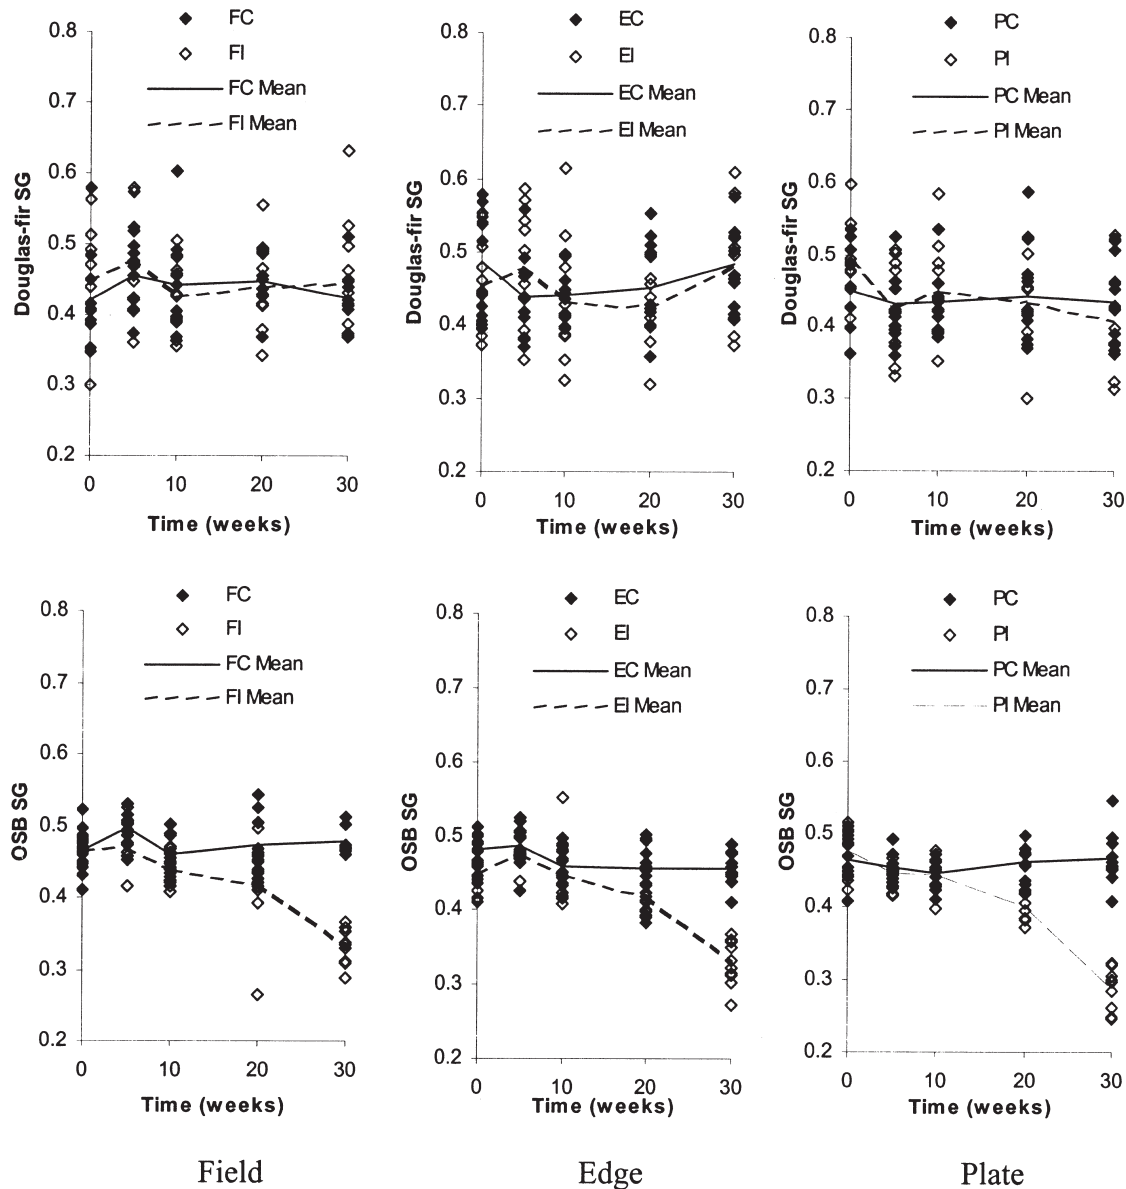 FC
FI
FC Mean
FI Mean
0.8
0.7
0.6
0.5
0.4
0.3
0.2
Douglas-fir SG
0 10 20 30
Time (weeks)
EC
EI
EC Mean
EI Mean
0.8
0.7
0.6
0.5
0.4
0.3
0.2
Douglas-fir SG
0 10 20 30
Time (weeks)
PC
PI
PC Mean
PI Mean
0.8
0.7
0.6
0.5
0.4
0.3
0.2
Douglas-fir SG
0 10 20 30
Time (weeks)
FC
FI
FC Mean
FI Mean
0.8
0.7
0.6
0.5
0.4
0.3
0.2
OSB SG
0 10 20 30
Time (weeks)
EC
EI
EC Mean
EI Mean
0.8
0.7
0.6
0.5
0.4
0.3
0.2
OSB SG
0 10 20 30
Time (weeks)
PC
PI
PC Mean
PI Mean
0.8
0.7
0.6
0.5
0.4
0.3
0.2
OSB SG
0 10 20 30
Time (weeks)
Field Edge Plate